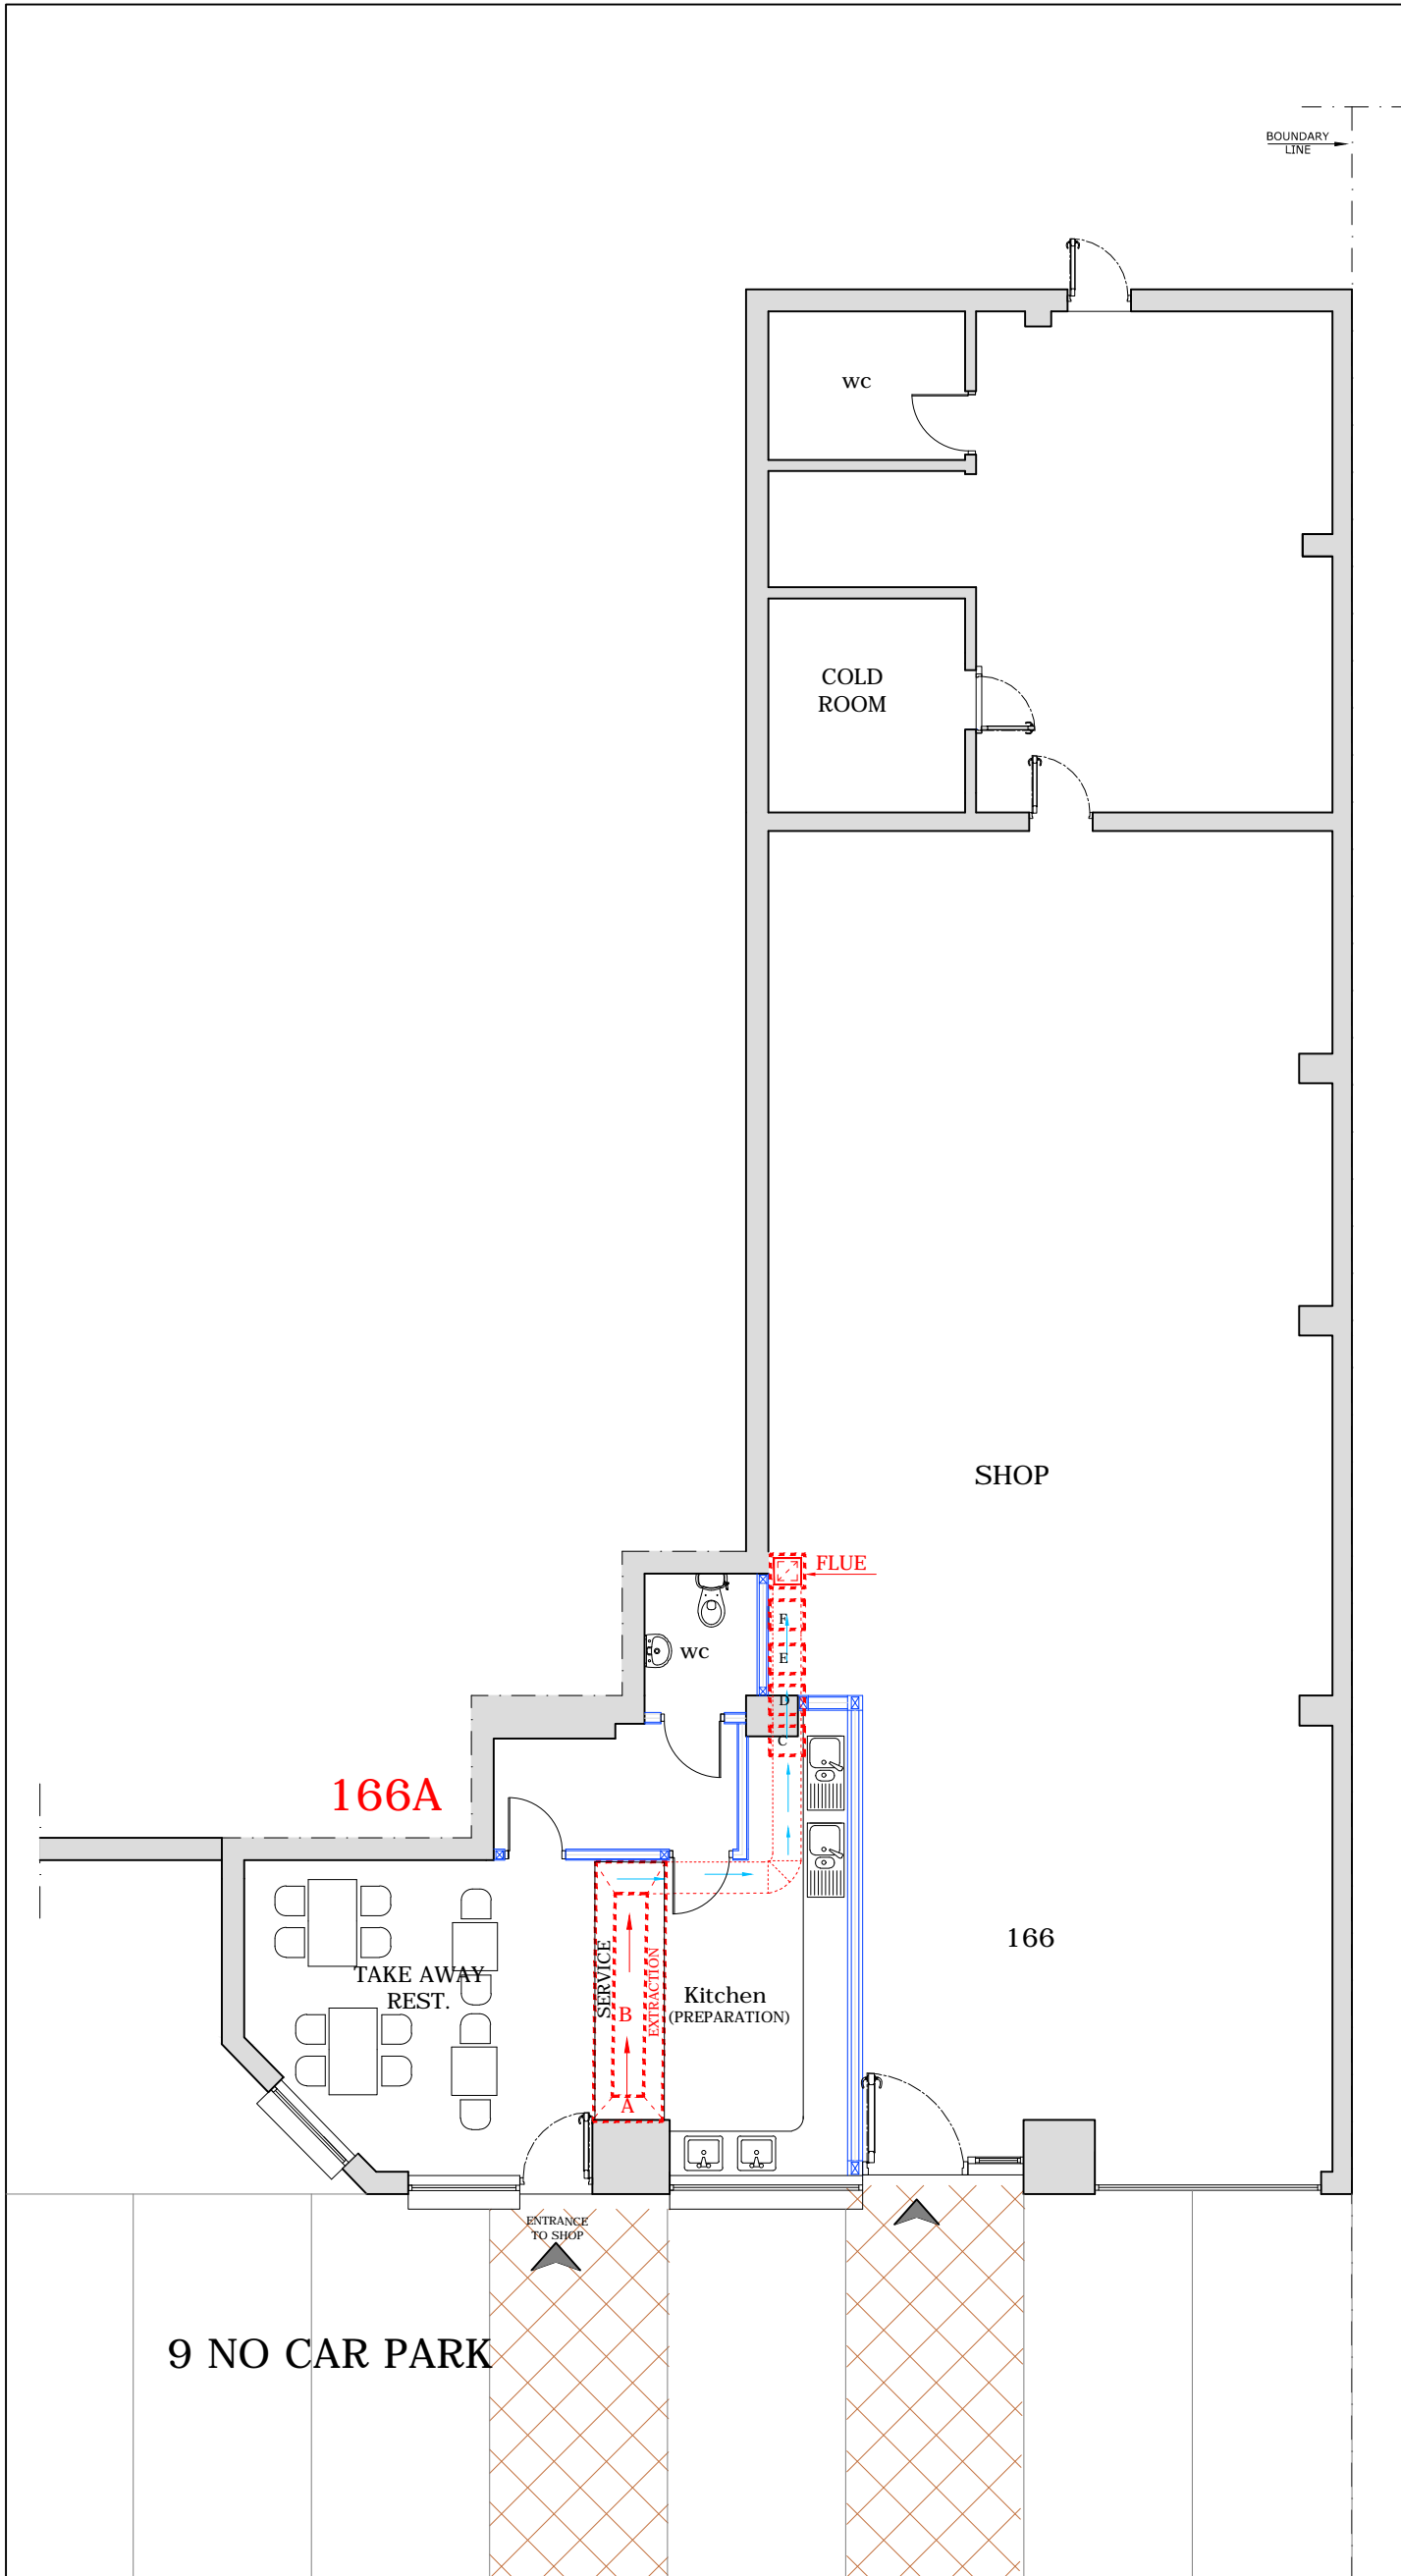 BOUNDARY
LINE
wc
COLD
ROOM
SHOP
FLUE
F
E
wc
D
C
166A
166
TAKE AWAY
REST.
SERVICE
EXTRACTION
Kitchen
(PREPARATION)
B
A
ENTRANCE
TO SHOP
9 NO CAR PARK